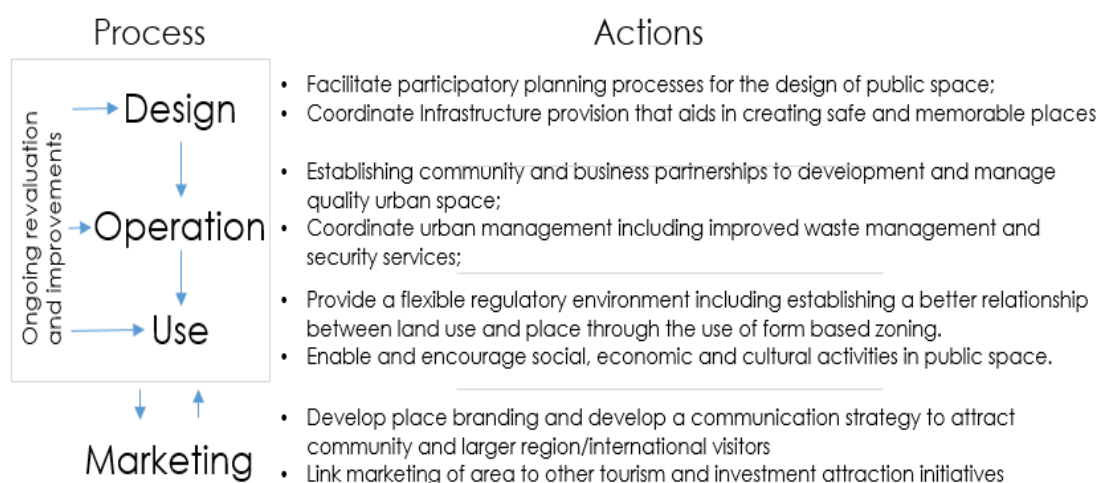 Process
Actions
Ongoing revaluation
and improvements
Design
• Facilitate participatory planning processes for the design of public space;
• Coordinate Infrastructure provision that aids in creating safe and memorable places
Operation
• Establishing community and business partnerships to development and manage
quality urban space;
• Coordinate urban management including improved waste management and
security services;
Use
• Provide a flexible regulatory environment including establishing a better relationship
between land use and place through the use of form based zoning.
• Enable and encourage social, economic and cultural activities in public space.
Marketing
• Develop place branding and develop a communication strategy to attract
community and larger region/international visitors
• Link marketing of area to other tourism and investment attraction initiatives